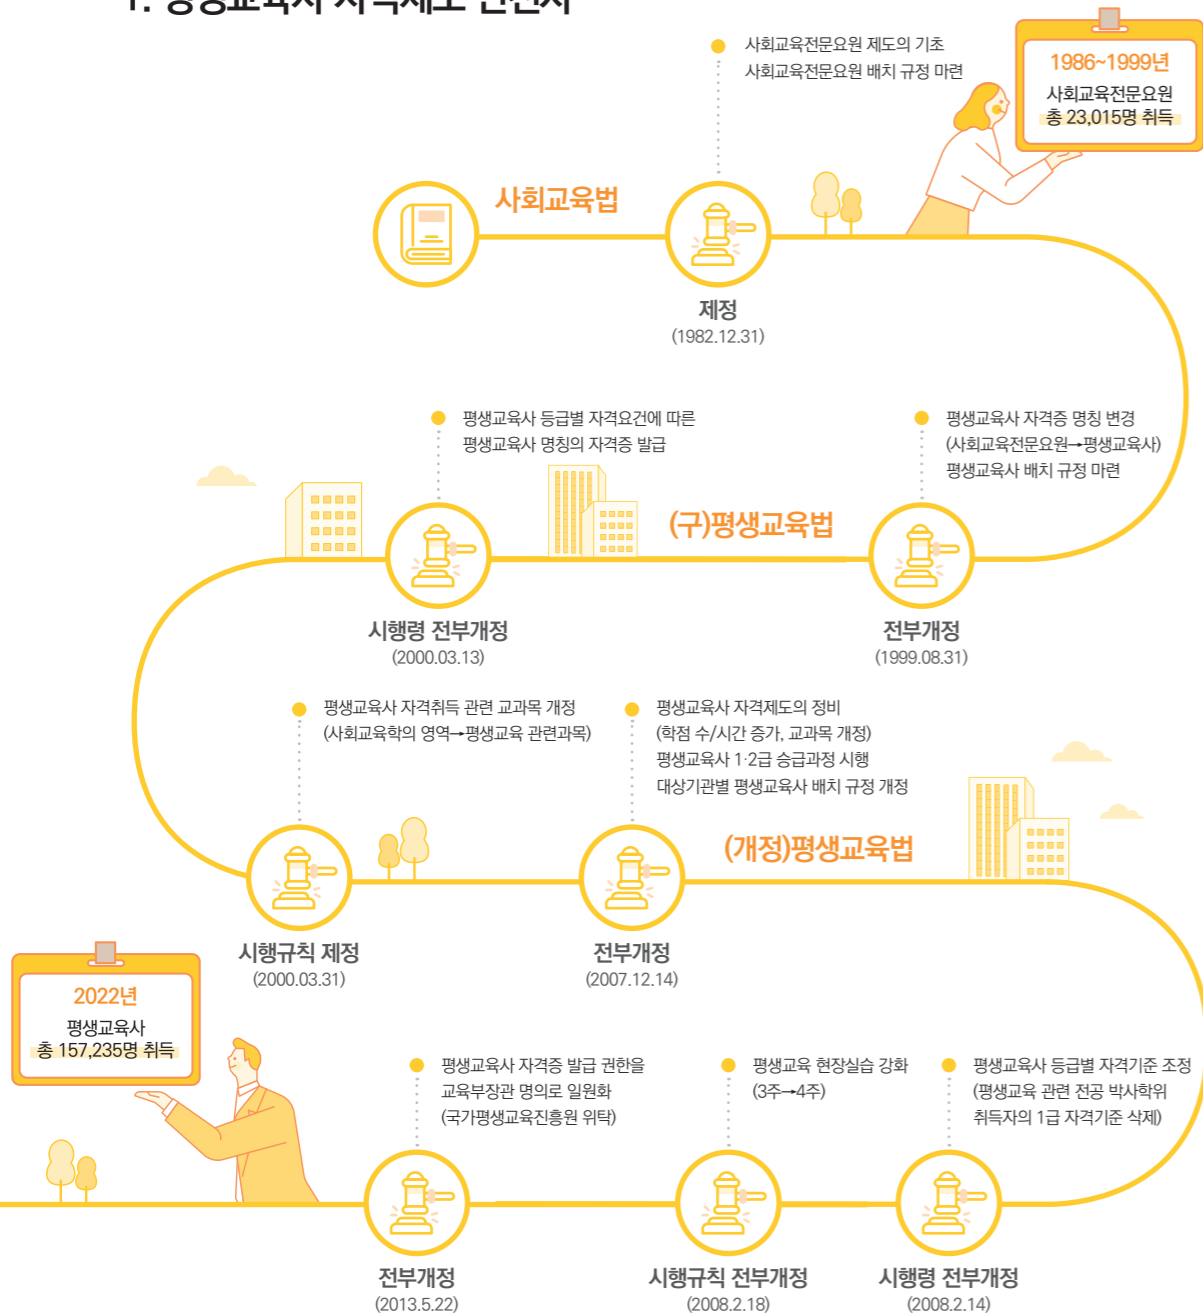 1. 평생교육사 자격제도 변천사
사회교육전문요원 제도의 기초
사회교육전문요원 배치 규정 마련
1986~1999년
사회교육전문요원
총 23,015명 취득
사회교육법
제정
(1982.12.31)
평생교육사 등급별 자격요건에 따른
평생교육사 명칭의 자격증 발급
평생교육사 자격증 명칭 변경
(사회교육전문요원→평생교육사)
평생교육사 배치 규정 마련
(구)평생교육법
시행령 전부개정
(2000.03.13)
전부개정
(1999.08.31)
평생교육사 자격취득 관련 교과목 개정
(사회교육학의 영역→평생교육 관련과목)
평생교육사 자격제도의 정비
(학점 수/시간 증가, 교과목 개정)
평생교육사 1·2급 승급과정 시행
대상기관별 평생교육사 배치 규정 개정
(개정)평생교육법
시행규칙 제정
(2000.03.31)
전부개정
(2007.12.14)
2022년
평생교육사
총 157,235명 취득
평생교육사 자격증 발급 권한을
교육부장관 명의로 일원화
(국가평생교육진흥원 위탁)
평생교육 현장실습 강화
(3주→4주)
평생교육사 등급별 자격기준 조정
(평생교육 관련 전공 박사학위
취득자의 1급 자격기준 삭제)
전부개정
(2013.5.22)
시행규칙 전부개정
(2008.2.18)
시행령 전부개정
(2008.2.14)